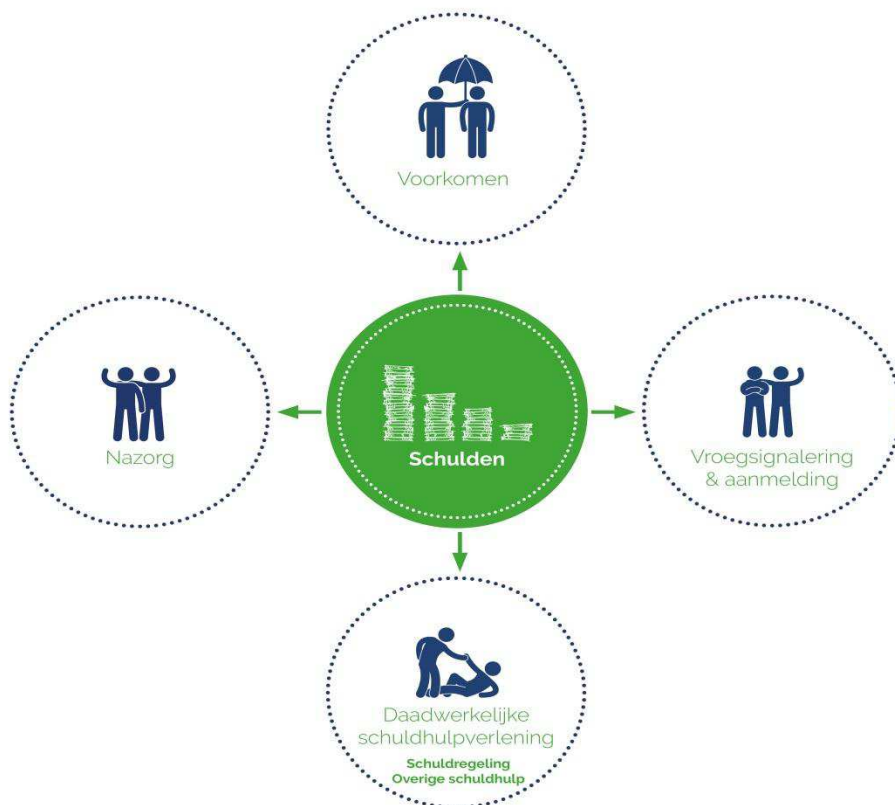 Voorkomen
Nazorg
Schulden
Vroegsignalering
& aanmelding
Daadwerkelijke
schuldhulpverlening
Schuldregeling
Overige schuldhulp